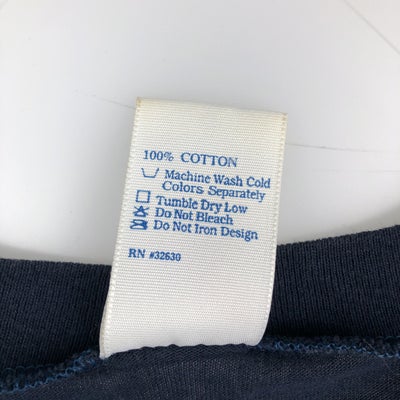 100% COTTON
Machine Wash Cold
Colors Separately
Tumble Dry Low
Do Not Bleach
Do Not Iron Design
RN #32630